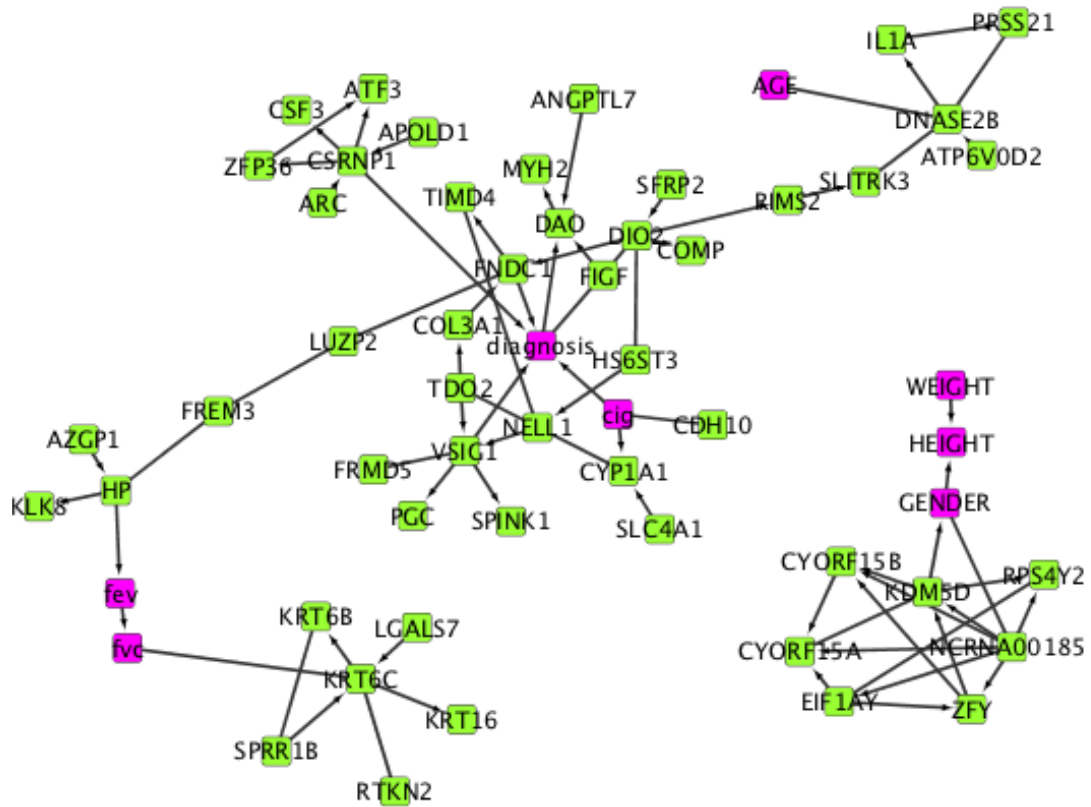 PRSS21
IL1A
AGE
ATF3
ANGPTL7
CSF3
DNASE2B
APOLD1
ATP6V0D2
ZFP36
CSRNP1
MYH2
SFRP2
SLITRK3
TIMD4
RIMS2
ARC
DAO
DIO2
COMP
FNDC1
FIGF
COL3A1
diagnosis
LUZP2
HS6ST3
TDO2
WEIGHT
FREM3
cig
NELL1
CDH10
AZGP1
HEIGHT
VSIG1
FRMD5
CYP1A1
HP
KLK8
GENDER
PGC
SPINK1
SLC4A1
CYORF15B
RPS4Y2
KDM5D
fev
KRT6B
LGALS7
fvc
NCRNA00185
CYORF15A
KRT6C
EIF1AY
ZFY
KRT16
SPRR1B
RTKN2